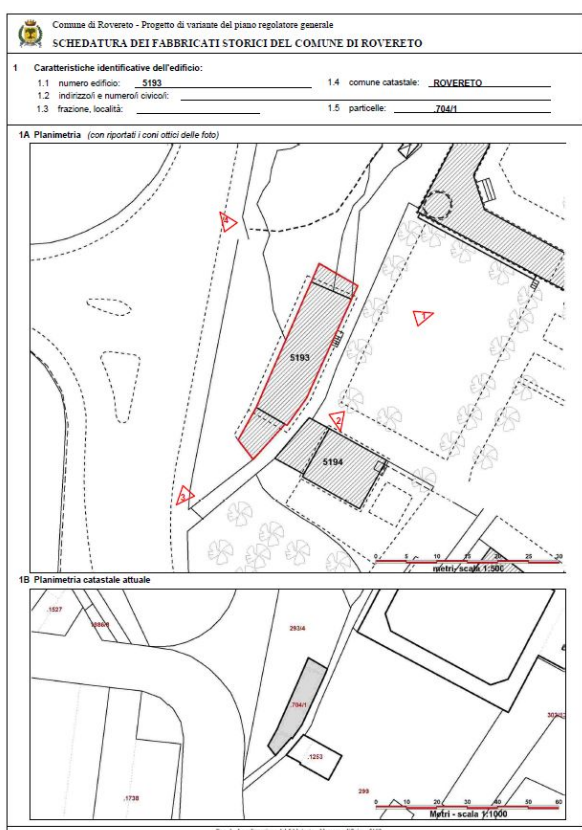 Comune di Rovereto - Progetto di variante del piano regolatore generale
SCHEDATURA DEI FABBRICATI STORICI DEL COMUNE DI ROVERETO
1 Caratteristiche identificative dell'edificio:
1.1 numero edificio: 5193
1.4 comune catastale: ROVERETO
1.2 indirizzo/i e numero/i civico/i:
1.3 frazione, località:
1.5 particelle: .704/1
1A Planimetria (con riportati i coni ottici delle foto)
4
1
5193
2
5194
3
0 5 10 15 20 25 30
metri - scala 1:500
1B Planimetria catastale attuale
.1527
293/4
.704/1
.1253
.1738
299
0 10 20 30 40 50 60
Metri - scala 1:1000